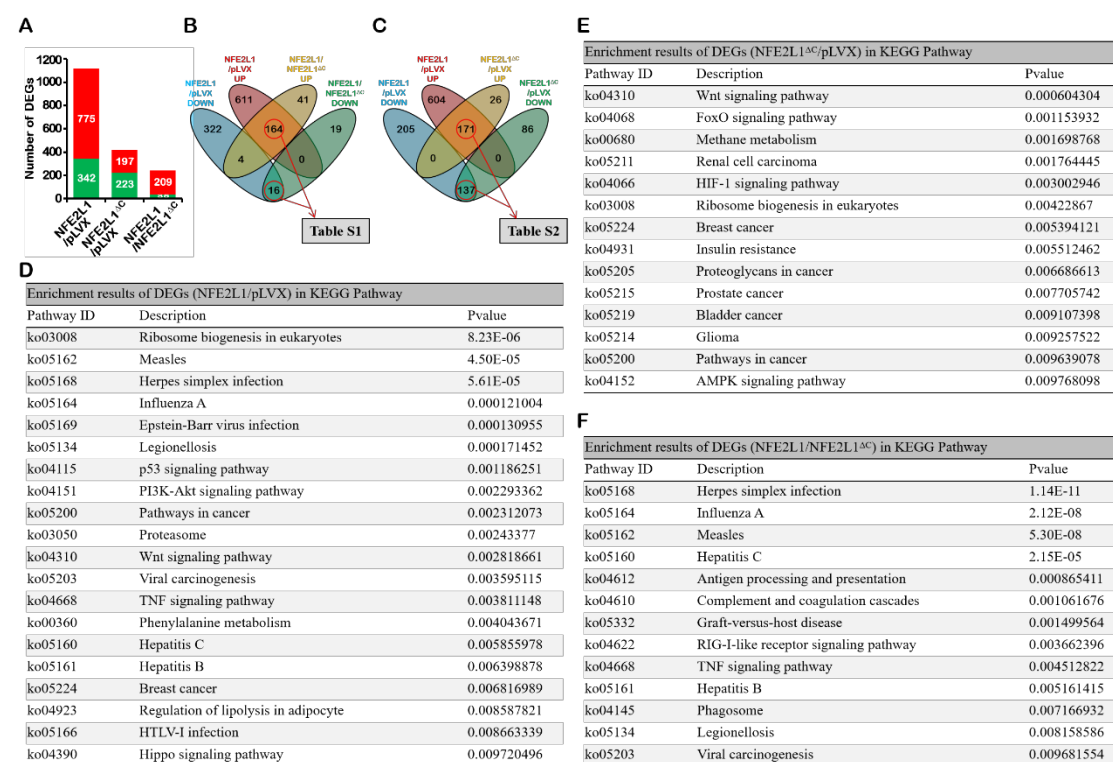 A
Number of DEGs
1200
1000
800
600
400
200
0
775
342
197
223
209
NFE2L1
/pLVX
NFE2L1ΔC
/pLVX
NFE2L1
/NFE2L1ΔC
B
NFE2L1
/pLVX
DOWN
NFE2L1
/pLVX
UP
NFE2L1/
NFE2L1ΔC
UP
NFE2L1/
NFE2L1ΔC
DOWN
611 41
322 164 19
4 0
16
Table S1
C
NFE2L1
/pLVX
DOWN
NFE2L1
/pLVX
UP
NFE2L1ΔC
/pLVX
UP
NFE2L1ΔC
/pLVX
DOWN
604 26
205 171 86
0 0
137
Table S2
D
Enrichment results of DEGs (NFE2L1/pLVX) in KEGG Pathway
Pathway ID Description Pvalue
ko03008 Ribosome biogenesis in eukaryotes 8.23E-06
ko05162 Measles 4.50E-05
ko05168 Herpes simplex infection 5.61E-05
ko05164 Influenza A 0.000121004
ko05169 Epstein-Barr virus infection 0.000130955
ko05134 Legionellosis 0.000171452
ko04115 p53 signaling pathway 0.001186251
ko04151 PI3K-Akt signaling pathway 0.002293362
ko05200 Pathways in cancer 0.002312073
ko03050 Proteasome 0.00243377
ko04310 Wnt signaling pathway 0.002818661
ko05203 Viral carcinogenesis 0.003595115
ko04668 TNF signaling pathway 0.003811148
ko00360 Phenylalanine metabolism 0.004043671
ko05160 Hepatitis C 0.005855978
ko05161 Hepatitis B 0.006398878
ko05224 Breast cancer 0.006816989
ko04923 Regulation of lipolysis in adipocyte 0.008587821
ko05166 HTLV-I infection 0.008663339
ko04390 Hippo signaling pathway 0.009720496
E
Enrichment results of DEGs (NFE2L1ΔC/pLVX) in KEGG Pathway
Pathway ID Description Pvalue
ko04310 Wnt signaling pathway 0.000604304
ko04068 FoxO signaling pathway 0.001153932
ko00680 Methane metabolism 0.001698768
ko05211 Renal cell carcinoma 0.001764445
ko04066 HIF-1 signaling pathway 0.003002946
ko03008 Ribosome biogenesis in eukaryotes 0.00422867
ko05224 Breast cancer 0.005394121
ko04931 Insulin resistance 0.005512462
ko05205 Proteoglycans in cancer 0.006686613
ko05215 Prostate cancer 0.007705742
ko05219 Bladder cancer 0.009107398
ko05214 Glioma 0.009257522
ko05200 Pathways in cancer 0.009639078
ko04152 AMPK signaling pathway 0.009768098
F
Enrichment results of DEGs (NFE2L1/NFE2L1ΔC) in KEGG Pathway
Pathway ID Description Pvalue
ko05168 Herpes simplex infection 1.14E-11
ko05164 Influenza A 2.12E-08
ko05162 Measles 5.30E-08
ko05160 Hepatitis C 2.15E-05
ko04612 Antigen processing and presentation 0.000865411
ko04610 Complement and coagulation cascades 0.001061676
ko05332 Graft-versus-host disease 0.001499564
ko04622 RIG-I-like receptor signaling pathway 0.003662396
ko04668 TNF signaling pathway 0.004512822
ko05161 Hepatitis B 0.005161415
ko04145 Phagosome 0.007166932
ko05134 Legionellosis 0.008158586
ko05203 Viral carcinogenesis 0.009681554